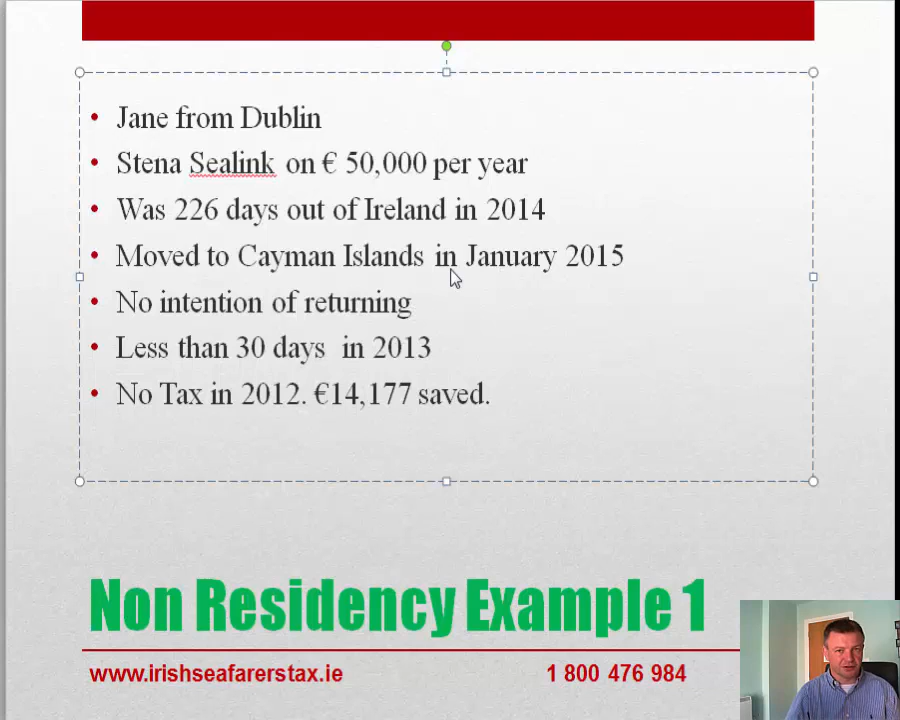 • Jane from Dublin
• Stena Sealink on € 50,000 per year
• Was 226 days out of Ireland in 2014
• Moved to Cayman Islands in January 2015
• No intention of returning
• Less than 30 days in 2013
• No Tax in 2012. €14,177 saved.
Non Residency Example 1
www.irishseafarerstax.ie 1 800 476 984